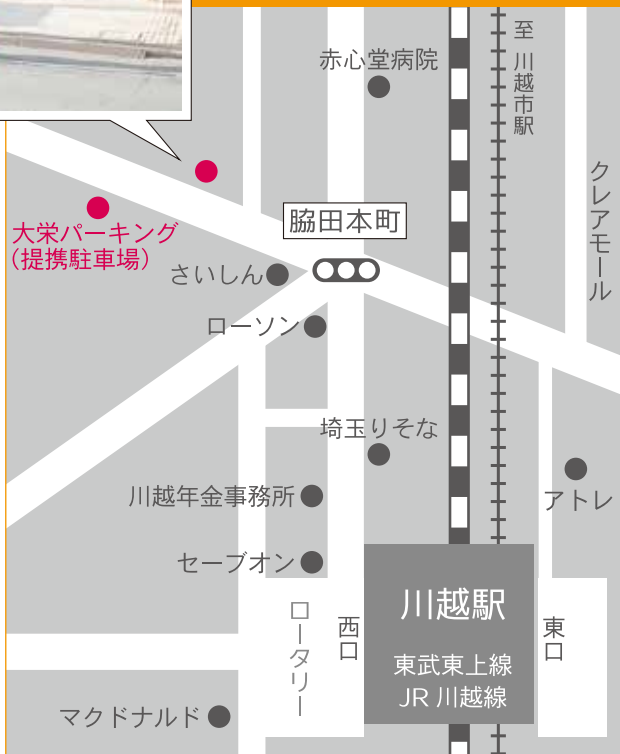 赤心堂病院
至 川越市駅
クレアモール
大栄パーキング
(提携駐車場)
脇田本町
さいしん
ローソン
埼玉りそな
川越年金事務所
アトレ
セーブオン
ロータリー
西口
川越駅
東武東上線
JR 川越線
東口
マクドナルド